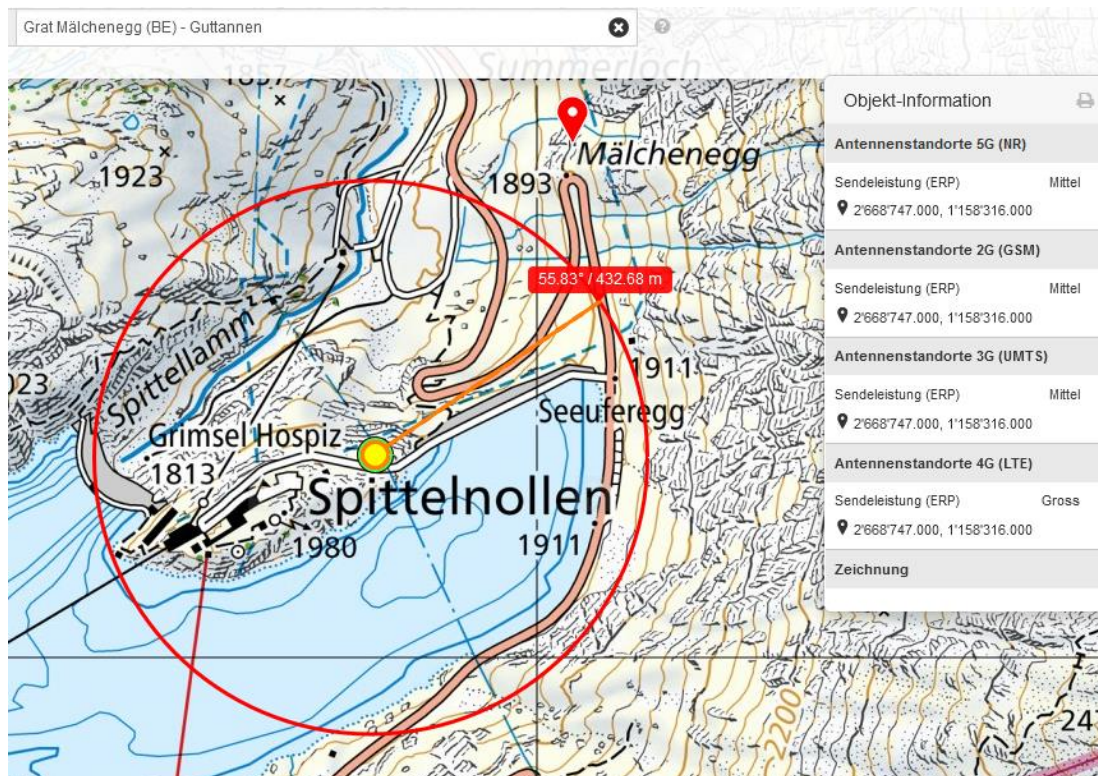 Grat Mälchenegg (BE) - Guttannen
1857
Summerloch
1923
Mälchenegg
1893
55.83° / 432.68 m
Spittellamm
1911
Seeuferegg
Grimsel Hospiz
1813
Spittelnollen
1980
1911
2200
Objekt-Information
Antennenstandorte 5G (NR)
Sendeleistung (ERP) Mittel
2'668'747.000, 1'158'316.000
Antennenstandorte 2G (GSM)
Sendeleistung (ERP) Mittel
2'668'747.000, 1'158'316.000
Antennenstandorte 3G (UMTS)
Sendeleistung (ERP) Mittel
2'668'747.000, 1'158'316.000
Antennenstandorte 4G (LTE)
Sendeleistung (ERP) Gross
2'668'747.000, 1'158'316.000
Zeichnung